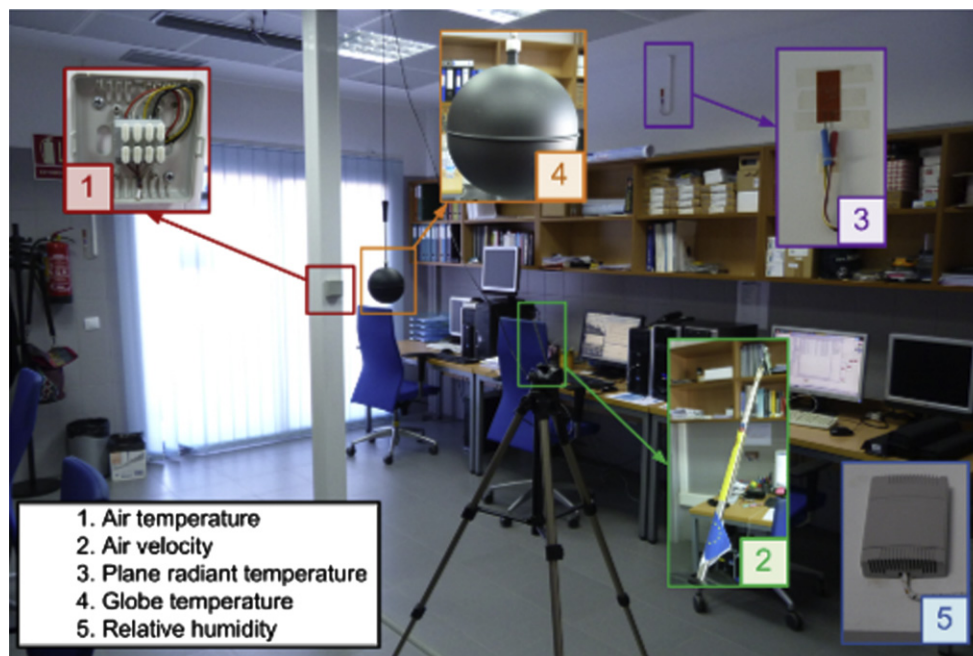 1
4
3
2
5
1. Air temperature
2. Air velocity
3. Plane radiant temperature
4. Globe temperature
5. Relative humidity